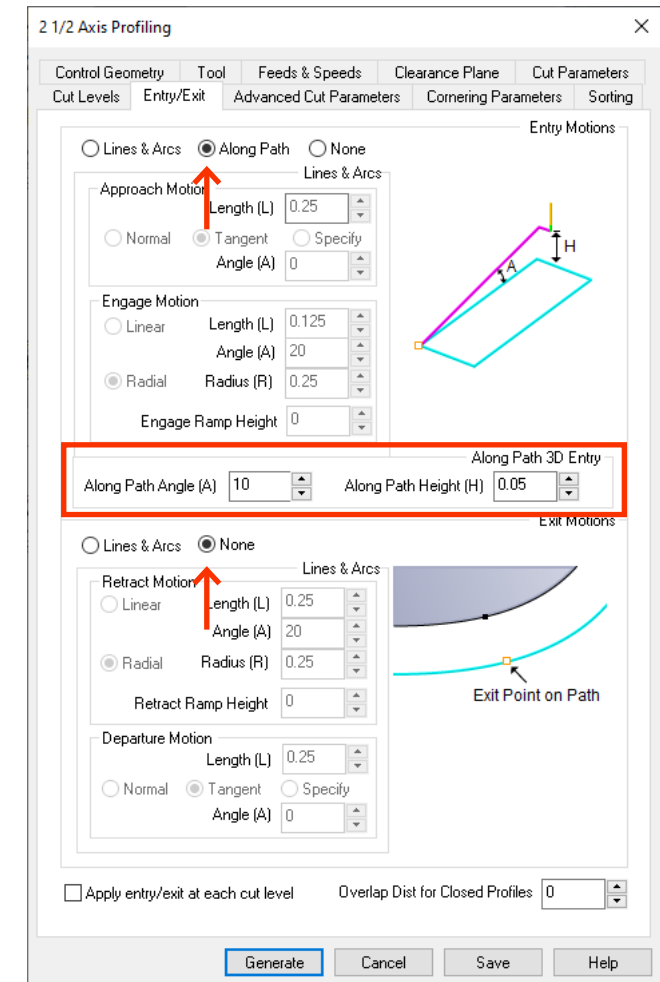 2 1/2 Axis Profiling
Control Geometry Tool Feeds & Speeds Clearance Plane Cut Parameters
Cut Levels Entry/Exit Advanced Cut Parameters Cornering Parameters Sorting
Entry Motions
Lines & Arcs Along Path None
Lines & Arcs
Approach Motion
Length (L) 0.25
Normal Tangent Specify
Angle (A) 0
Engage Motion
Linear Length (L) 0.125
Angle (A) 20
Radial Radius (R) 0.25
Engage Ramp Height 0
H
A
Along Path 3D Entry
Along Path Angle (A) 10 Along Path Height (H) 0.05
Exit Motions
Lines & Arcs None
Lines & Arcs
Retract Motion
Linear Length (L) 0.25
Angle (A) 20
Radial Radius (R) 0.25
Retract Ramp Height 0
Exit Point on Path
Departure Motion
Length (L) 0.25
Normal Tangent Specify
Angle (A) 0
Apply entry/exit at each cut level Overlap Dist for Closed Profiles 0
Generate Cancel Save Help